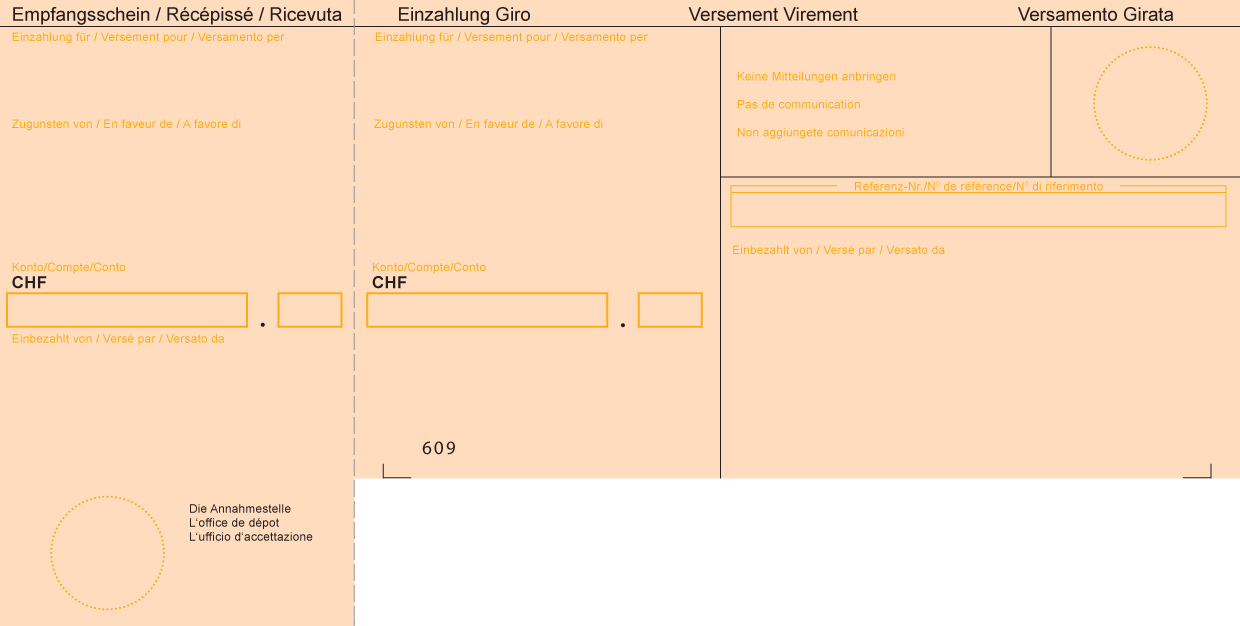 Empfangsschein / Récépissé / Ricevuta
Einzahlung für / Versement pour / Versamento per
Zugunsten von / En faveur de / A favore di
Konto/Compte/Conto
CHF
.
Einbezahlt von / Versé par / Versato da
Die Annahmestelle
L'office de dépot
L'ufficio d'accettazione
Einzahlung Giro
Versement Virement
Versamento Girata
Einzahlung für / Versement pour / Versamento per
Zugunsten von / En faveur de / A favore di
Konto/Compte/Conto
CHF
.
609
Keine Mitteilungen anbringen
Pas de communication
Non aggiungete comunicazioni
Referenz-Nr./N° de référence/N° di riferimento
Einbezahlt von / Versé par / Versato da